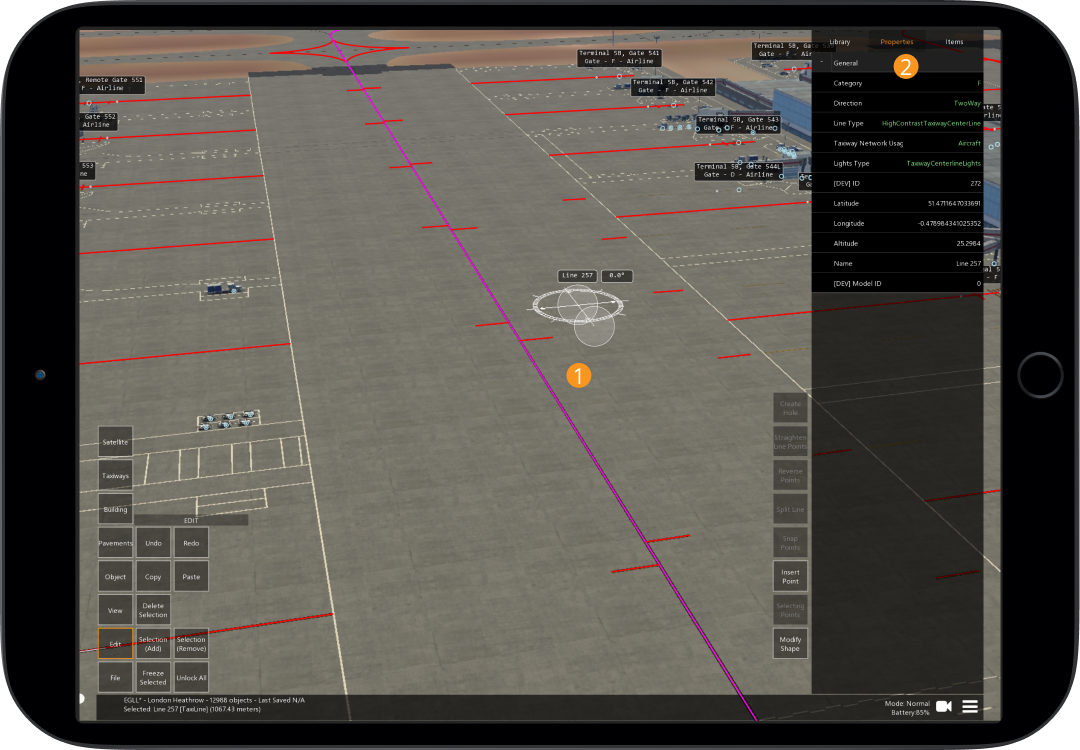 Terminal 5B, Gate 541
Gate - F - Airline
Terminal 5B, Gate 542
Gate - F - Airline
Terminal 5B, Gate 543
Gate - F - Airline
Terminal 5B, Gate 544L
Gate - D - Airline
Terminal 5B, Gate 53
Gate - F - Air
Remote Gate 551
F - Airline
Gate 552
- Airline
553
ne
Line 257
0.0°
1
2
Library
Properties
Items
- General
Category F
Direction TwoWay
Line Type HighContrastTaxiwayCenterLine
Taxiway Network Usag Aircraft
Lights Type TaxiwayCenterlineLights
[DEV] ID 272
Latitude 51.4711647033691
Longitude -0.478984341025352
Altitude 25.2984
Name Line 257
[DEV] Model ID 0
Create
Hole
Straighten
Line Points
Reverse
Points
Split Line
Snap
Points
Insert
Point
Selecting
Points
Modify
Shape
Satellite
Taxiways
Building
EDIT
Pavements
Undo
Redo
Object
Copy
Paste
View
Delete
Selection
Edit
Selection
(Add)
Selection
(Remove)
File
Freeze
Selected
Unlock All
EGLL* - London Heathrow - 12988 objects - Last Saved N/A
Selected: Line 257 [TaxiLine] (1067.43 meters)
Mode: Normal
Battery:85%